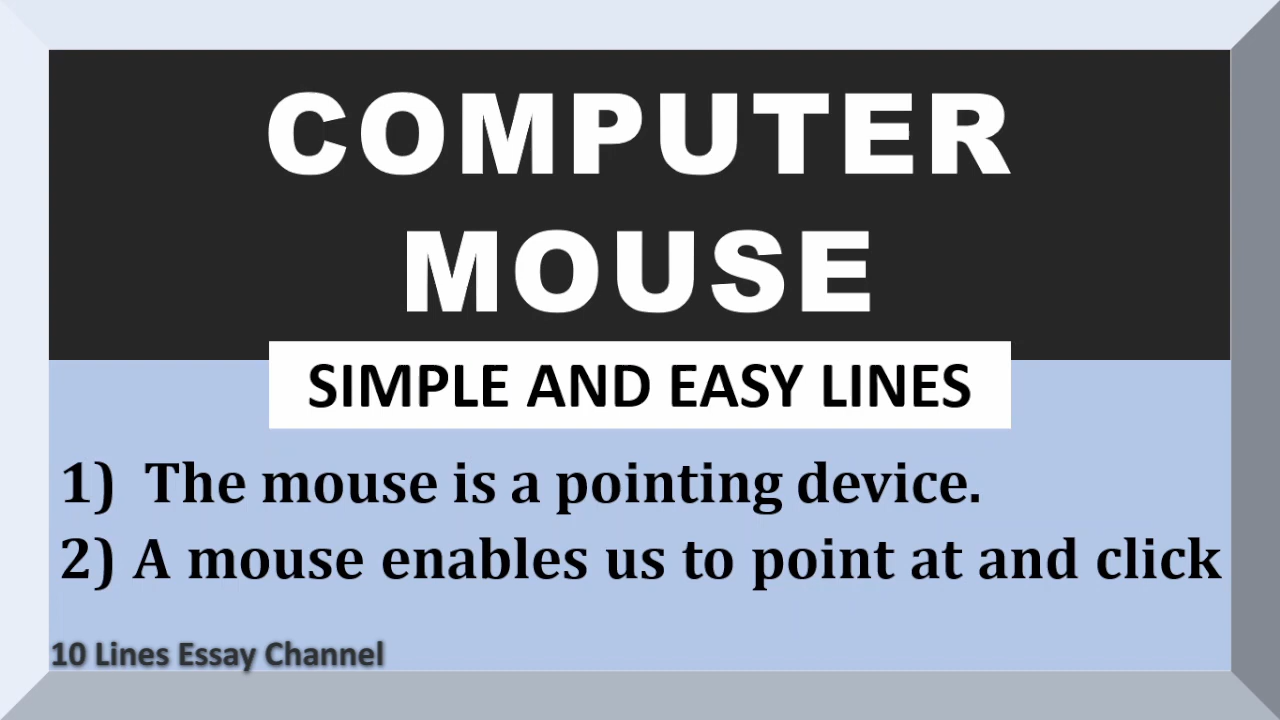 COMPUTER
MOUSE
SIMPLE AND EASY LINES
1) The mouse is a pointing device.
2) A mouse enables us to point at and click
10 Lines Essay Channel